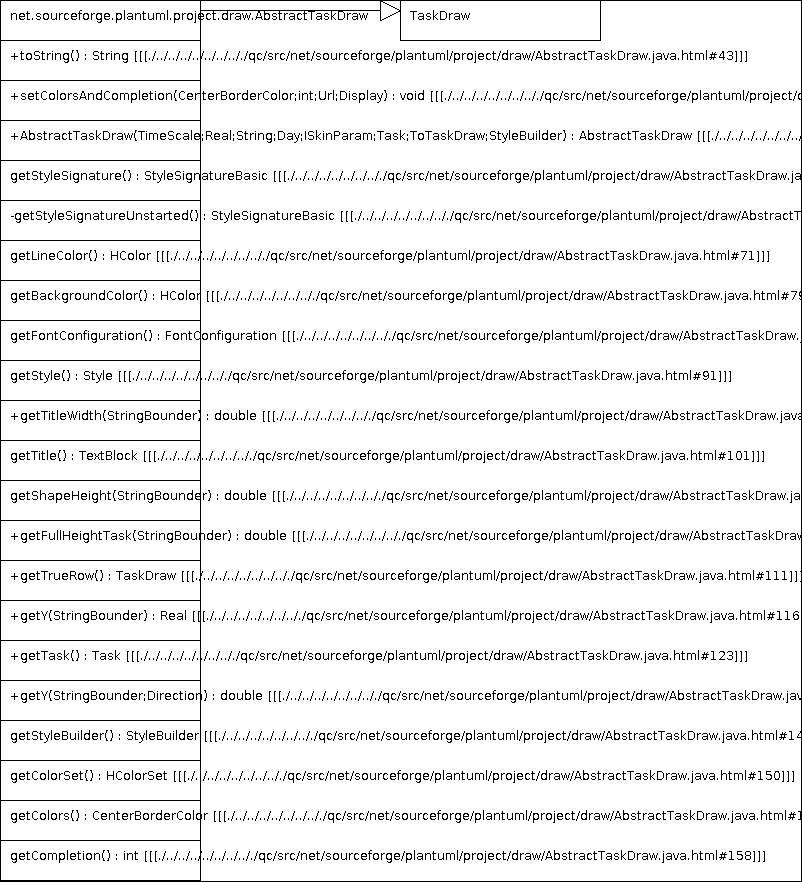 net.sourceforge.plantuml.project.draw.AbstractTaskDraw
TaskDraw
+toString() : String [[[./../../../../../../../../qc/src/net/sourceforge/plantuml/project/draw/AbstractTaskDraw.java.html#43]]]
+setColorsAndCompletion(CenterBorderColor;int;Url;Display) : void [[[./../../../../../../../../qc/src/net/sourceforge/plantuml/project/d
+AbstractTaskDraw(TimeScale;Real;String;Day;ISkinParam;Task;ToTaskDraw;StyleBuilder) : AbstractTaskDraw [[[./../../../../../../../
getStyleSignature() : StyleSignatureBasic [[[./../../../../../../../../qc/src/net/sourceforge/plantuml/project/draw/AbstractTaskDraw.ja
-getStyleSignatureUnstarted() : StyleSignatureBasic [[[./../../../../../../../../qc/src/net/sourceforge/plantuml/project/draw/AbstractT
getLineColor() : HColor [[[./../../../../../../../../qc/src/net/sourceforge/plantuml/project/draw/AbstractTaskDraw.java.html#71]]]
getBackgroundColor() : HColor [[[./../../../../../../../../qc/src/net/sourceforge/plantuml/project/draw/AbstractTaskDraw.java.html#79
getFontConfiguration() : FontConfiguration [[[./../../../../../../../../qc/src/net/sourceforge/plantuml/project/draw/AbstractTaskDraw.j
getStyle() : Style [[[./../../../../../../../../qc/src/net/sourceforge/plantuml/project/draw/AbstractTaskDraw.java.html#91]]]
+getTitleWidth(StringBounder) : double [[[./../../../../../../../../qc/src/net/sourceforge/plantuml/project/draw/AbstractTaskDraw.java
getTitle() : TextBlock [[[./../../../../../../../../qc/src/net/sourceforge/plantuml/project/draw/AbstractTaskDraw.java.html#101]]]
getShapeHeight(StringBounder) : double [[[./../../../../../../../../qc/src/net/sourceforge/plantuml/project/draw/AbstractTaskDraw.ja
+getFullHeightTask(StringBounder) : double [[[./../../../../../../../../qc/src/net/sourceforge/plantuml/project/draw/AbstractTaskDraw
+getTrueRow() : TaskDraw [[[./../../../../../../../../qc/src/net/sourceforge/plantuml/project/draw/AbstractTaskDraw.java.html#111]]]
+getY(StringBounder) : Real [[[./../../../../../../../../qc/src/net/sourceforge/plantuml/project/draw/AbstractTaskDraw.java.html#116
+getTask() : Task [[[./../../../../../../../../qc/src/net/sourceforge/plantuml/project/draw/AbstractTaskDraw.java.html#123]]]
+getY(StringBounder;Direction) : double [[[./../../../../../../../../qc/src/net/sourceforge/plantuml/project/draw/AbstractTaskDraw.jav
getStyleBuilder() : StyleBuilder [[[./../../../../../../../../qc/src/net/sourceforge/plantuml/project/draw/AbstractTaskDraw.java.html#14
getColorSet() : HColorSet [[[./../../../../../../../../qc/src/net/sourceforge/plantuml/project/draw/AbstractTaskDraw.java.html#150]]]
getColors() : CenterBorderColor [[[./../../../../../../../../qc/src/net/sourceforge/plantuml/project/draw/AbstractTaskDraw.java.html#1
getCompletion() : int [[[./../../../../../../../../qc/src/net/sourceforge/plantuml/project/draw/AbstractTaskDraw.java.html#158]]]